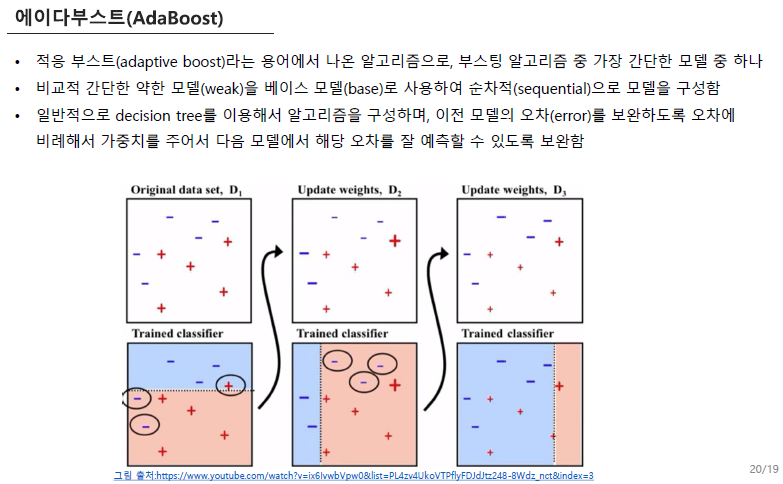 에이다부스트(AdaBoost)
• 적응 부스트(adaptive boost)라는 용어에서 나온 알고리즘으로, 부스팅 알고리즘 중 가장 간단한 모델 중 하나
• 비교적 간단한 약한 모델(weak)을 베이스 모델(base)로 사용하여 순차적(sequential)으로 모델을 구성함
• 일반적으로 decision tree를 이용해서 알고리즘을 구성하며, 이전 모델의 오차(error)를 보완하도록 오차에
비례해서 가중치를 주어서 다음 모델에서 해당 오차를 잘 예측할 수 있도록 보완함
Original data set, D1
Update weights, D2
Update weights, D3
Trained classifier
Trained classifier
Trained classifier
그림 출처:https://www.youtube.com/watch?v=ix6IvwbVpw0&list=PL4zv4UkoVTPflyFDJdJtz248-8Wdz_nct&index=3
20/19